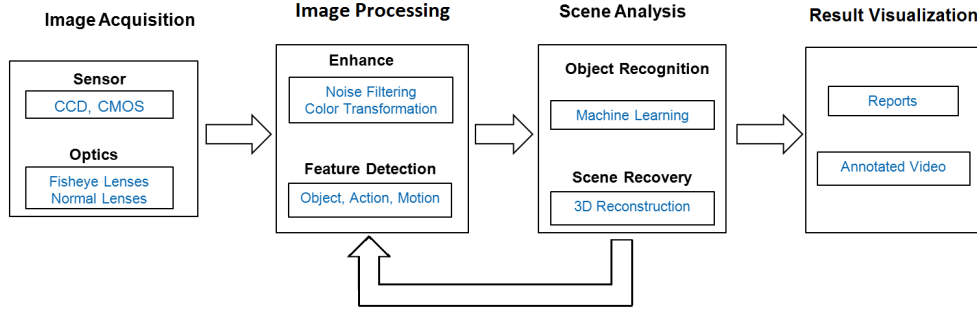 Image Acquisition
Sensor
CCD, CMOS
Optics
Fisheye Lenses
Normal Lenses
Image Processing
Enhance
Noise Filtering
Color Transformation
Feature Detection
Object, Action, Motion
Scene Analysis
Object Recognition
Machine Learning
Scene Recovery
3D Reconstruction
Result Visualization
Reports
Annotated Video